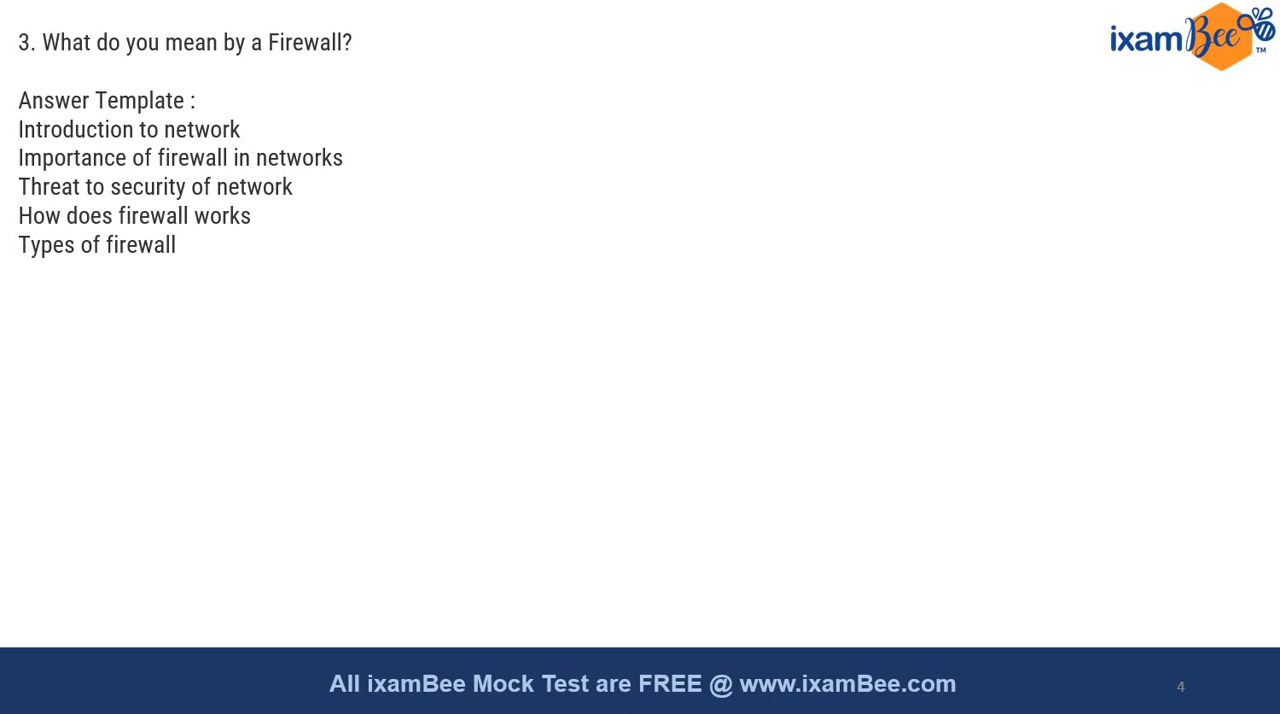 3. What do you mean by a Firewall?
ixamBee
TM
Answer Template :
Introduction to network
Importance of firewall in networks
Threat to security of network
How does firewall works
Types of firewall
All ixamBee Mock Test are FREE @ www.ixamBee.com
4